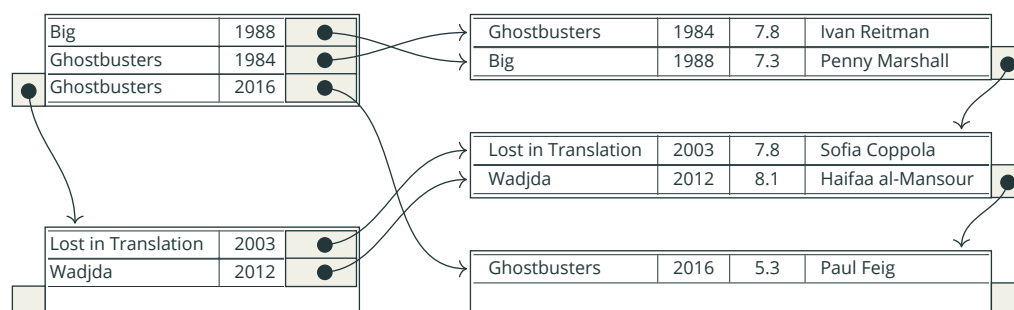 Big 1988
Ghostbusters 1984
Ghostbusters 2016
Lost in Translation 2003
Wadjda 2012
Ghostbusters 1984 7.8 Ivan Reitman
Big 1988 7.3 Penny Marshall
Lost in Translation 2003 7.8 Sofia Coppola
Wadjda 2012 8.1 Haifaa al-Mansour
Ghostbusters 2016 5.3 Paul Feig